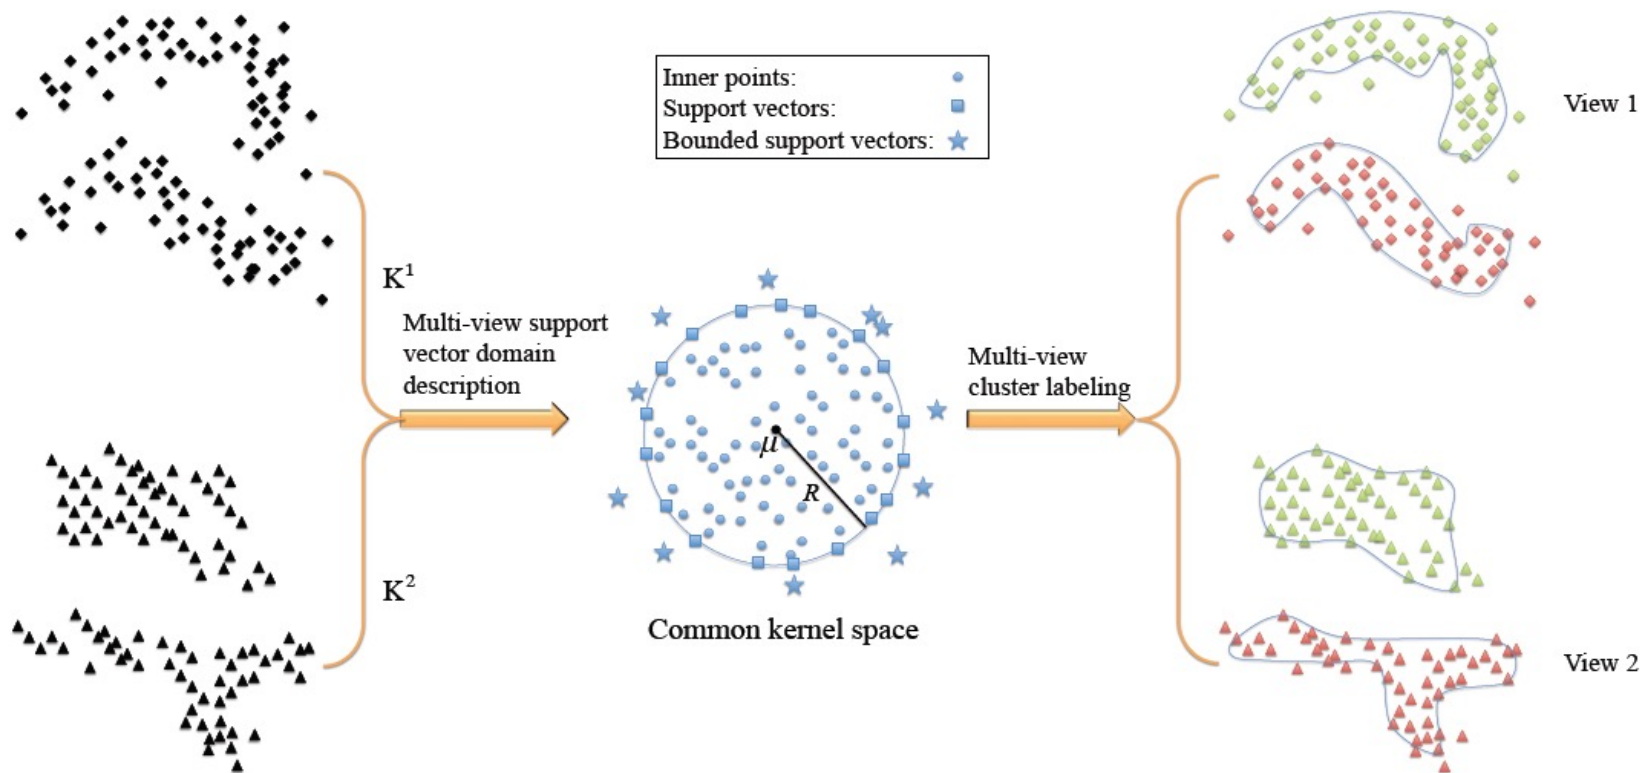 Inner points:
Support vectors:
Bounded support vectors:
View 1
K¹
Multi-view support
vector domain
description
Multi-view
cluster labeling
μ
R
K²
Common kernel space
View 2